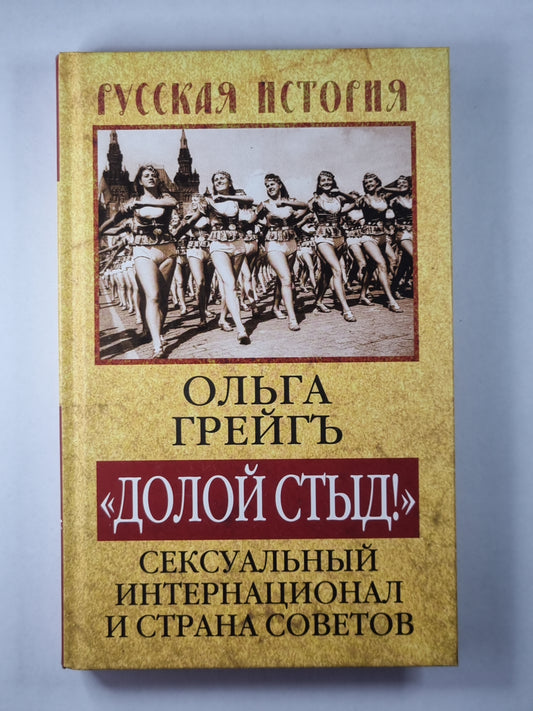 РУССКАЯ ИСТОРИЯ
ОЛЬГА
ГРЕЙГЪ
«ДОЛОЙ СТЫД!»
СЕКСУАЛЬНЫЙ
ИНТЕРНАЦИОНАЛ
И СТРАНА СОВЕТОВ